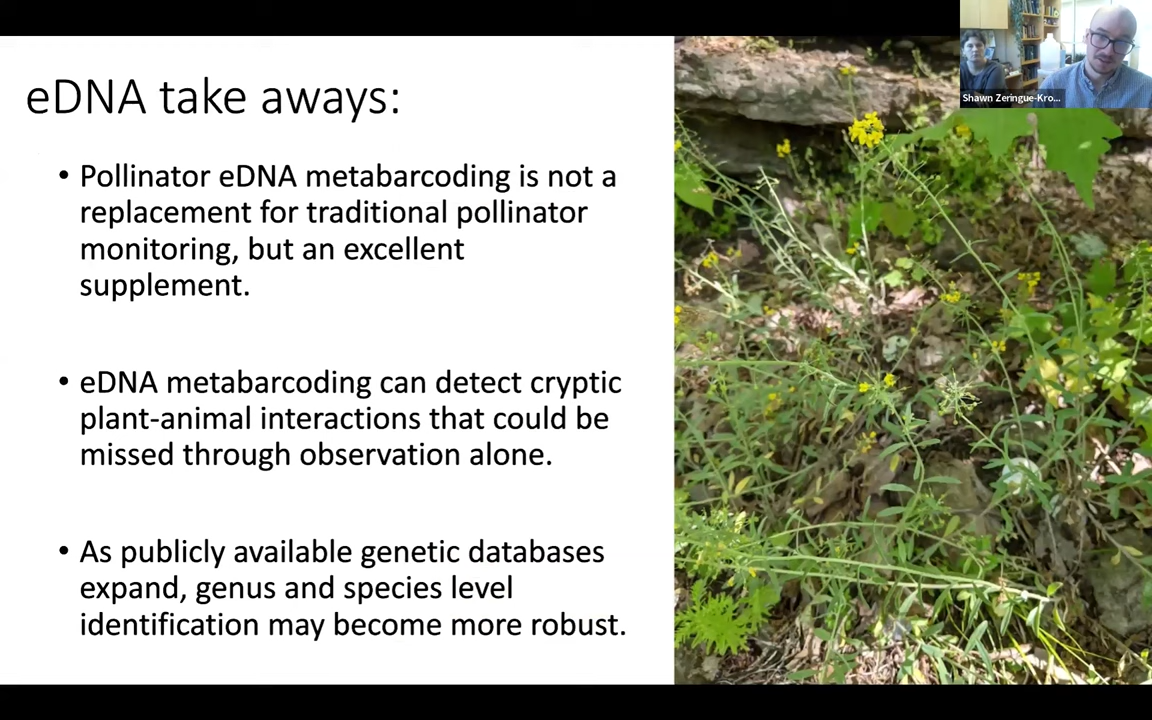 eDNA take aways:
• Pollinator eDNA metabarcoding is not a
replacement for traditional pollinator
monitoring, but an excellent
supplement.
• eDNA metabarcoding can detect cryptic
plant-animal interactions that could be
missed through observation alone.
• As publicly available genetic databases
expand, genus and species level
identification may become more robust.
Shawn Zeringue-Kro...